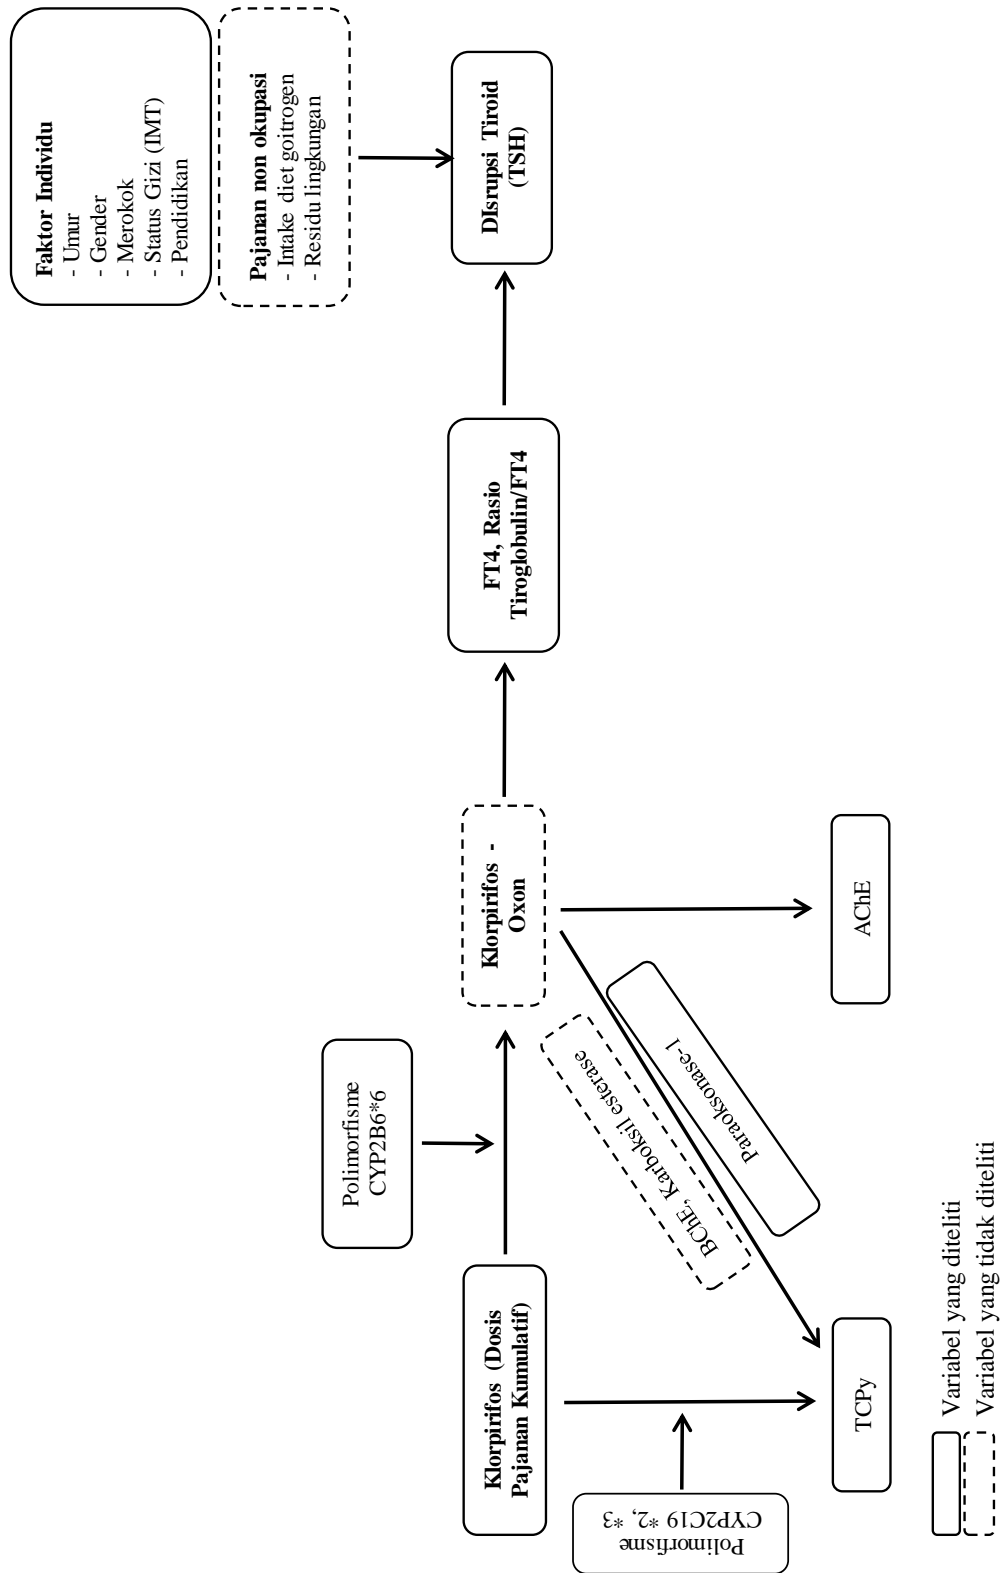 Faktor Individu
- Umur
- Gender
- Merokok
- Status Gizi (IMT)
- Pendidikan
Pajanan non okupasi
- Intake diet goitrogen
- Residu lingkungan
Polimorfisme
CYP2B6*6
Klorpirifos (Dosis
Pajanan Kumulatif)
Klorpirifos -
Oxon
FT4, Rasio
Tiroglobulin/FT4
DIsrupsi Tiroid
(TSH)
Polimorfisme
CYP2C19 *2, *3
BChE, Karboksil esterase
Paraoksonase-1
TCPy
AChE
Variabel yang diteliti
Variabel yang tidak diteliti